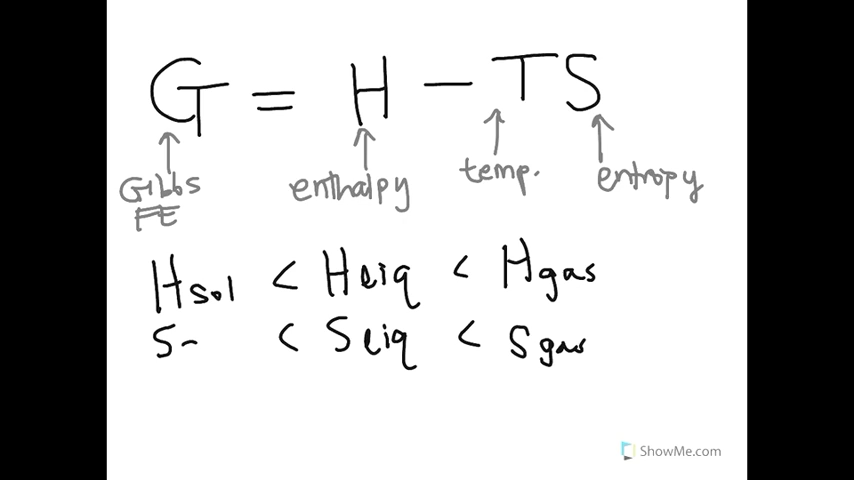 G = H - TS
Gibbs enthalpy temp. entropy
FE
Hsol < Hliq < Hgas
S < Sliq < Sgas
ShowMe.com